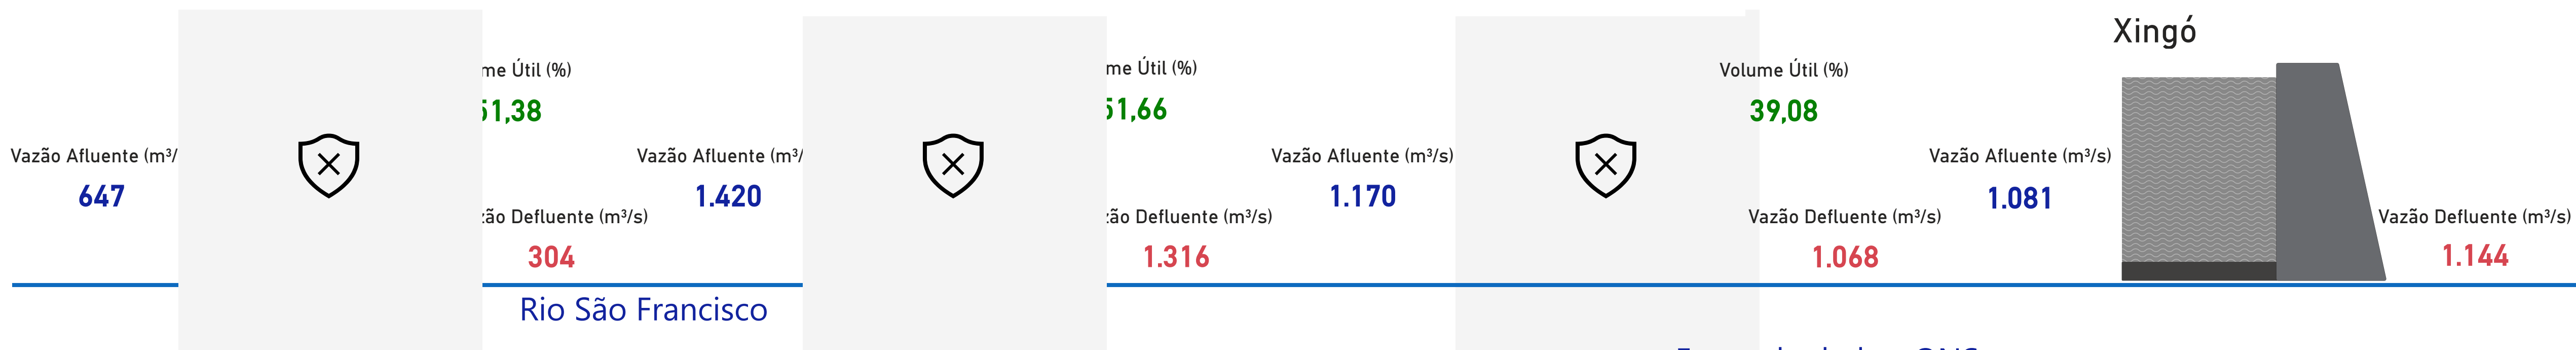 Xingó
me Útil (%)
51,38
me Útil (%)
51,66
Volume Útil (%)
39,08
Vazão Afluente (m³/
647
Vazão Afluente (m³/
1.420
Vazão Afluente (m³/s)
1.170
Vazão Afluente (m³/s)
1.081
zão Defluente (m³/s)
304
zão Defluente (m³/s)
1.316
Vazão Defluente (m³/s)
1.068
Vazão Defluente (m³/s)
1.144
Rio São Francisco